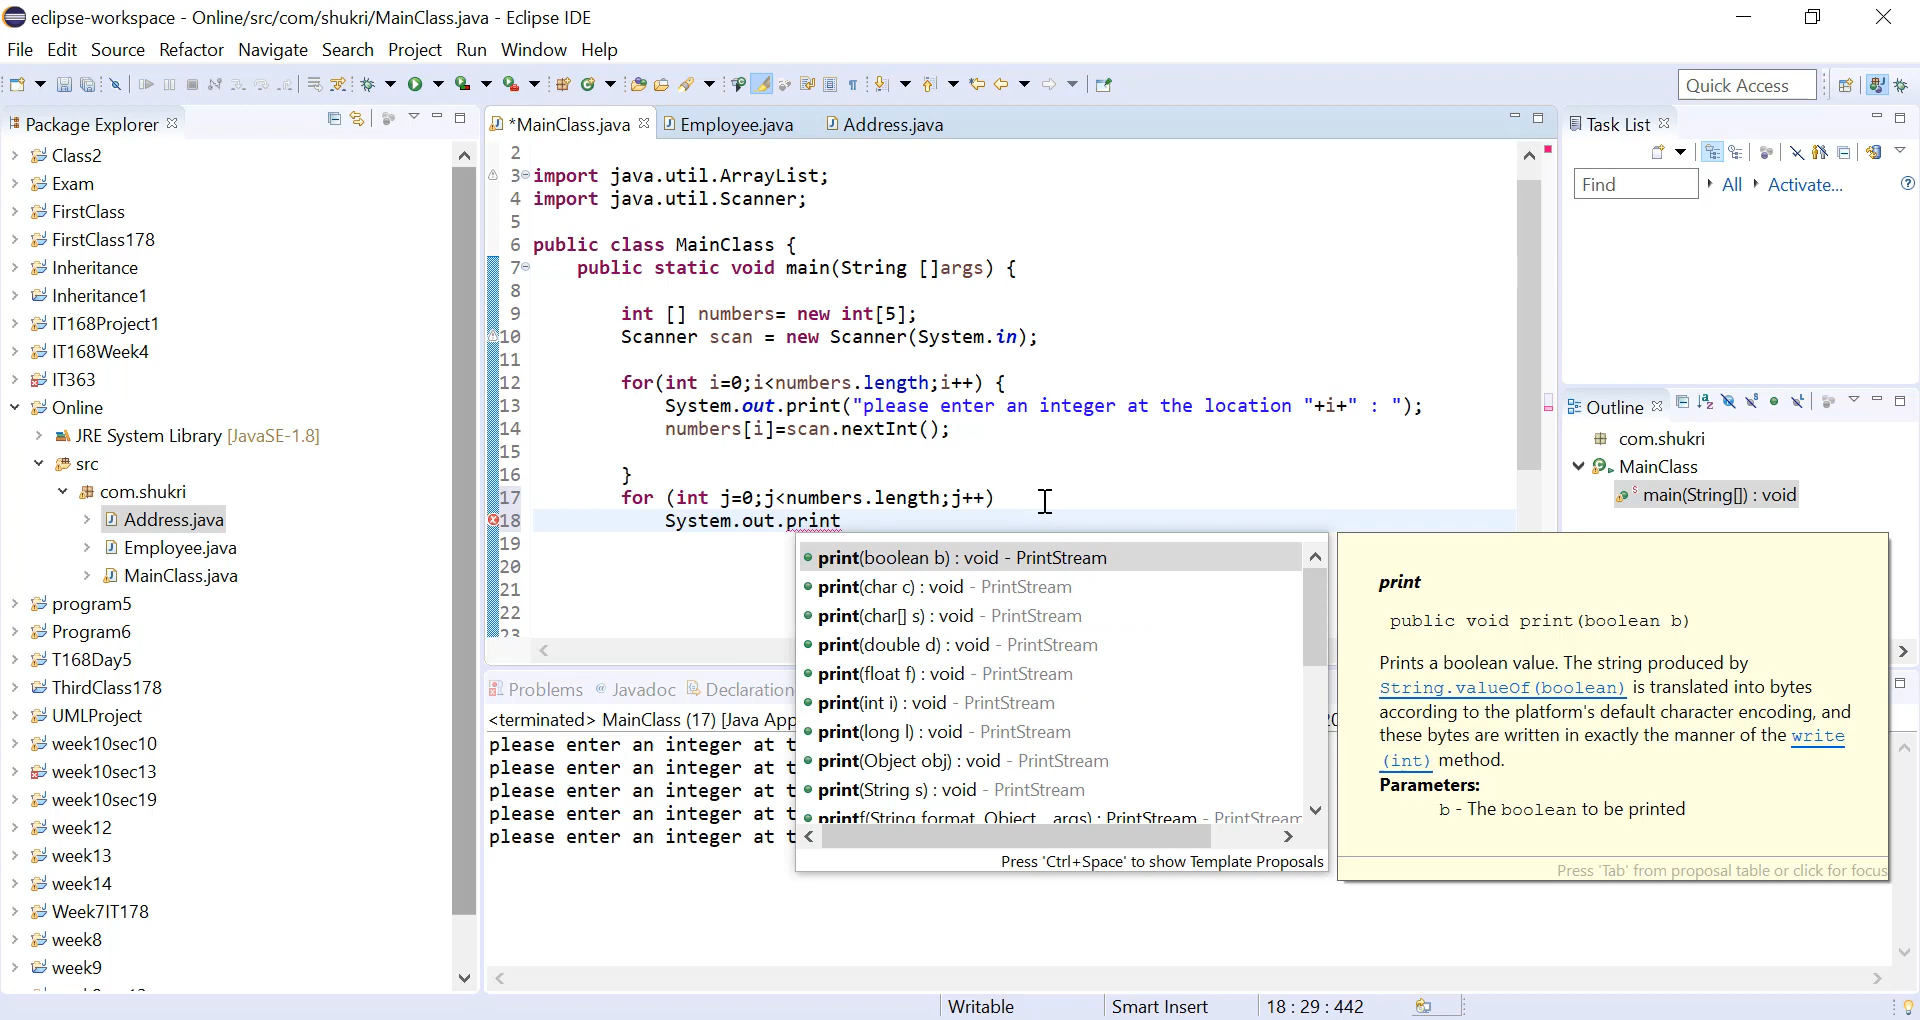 eclipse-workspace - Online/src/com/shukri/MainClass.java - Eclipse IDE
File Edit Source Refactor Navigate Search Project Run Window Help
Quick Access
Package Explorer
Class2
Exam
FirstClass
FirstClass178
Inheritance
Inheritance1
IT168Project1
IT168Week4
IT363
Online
JRE System Library [JavaSE-1.8]
src
com.shukri
Address.java
Employee.java
MainClass.java
program5
Program6
T168Day5
ThirdClass178
UMLProject
week10sec10
week10sec13
week10sec19
week12
week13
week14
Week7IT178
week8
week9
*MainClass.java Employee.java Address.java
2
3 import java.util.ArrayList;
4 import java.util.Scanner;
5
6 public class MainClass {
7 public static void main(String []args) {
8
9 int [] numbers= new int[5];
10 Scanner scan = new Scanner(System.in);
11
12 for(int i=0;i<numbers.length;i++) {
13 System.out.print("please enter an integer at the location "+i+" : ");
14 numbers[i]=scan.nextInt();
15
16 }
17 for (int j=0;j<numbers.length;j++)
18 System.out.print
19
20
21
22
23
print(boolean b) : void - PrintStream
print(char c) : void - PrintStream
print(char[] s) : void - PrintStream
print(double d) : void - PrintStream
print(float f) : void - PrintStream
print(int i) : void - PrintStream
print(long l) : void - PrintStream
print(Object obj) : void - PrintStream
print(String s) : void - PrintStream
printf(String format, Object... args) : PrintStream - PrintStream
Press 'Ctrl+Space' to show Template Proposals
print
public void print(boolean b)
Prints a boolean value. The string produced by
String.valueOf(boolean) is translated into bytes
according to the platform's default character encoding, and
these bytes are written in exactly the manner of the write
(int) method.
Parameters:
b - The boolean to be printed
Press 'Tab' from proposal table or click for focus
Problems Javadoc Declaration
<terminated> MainClass (17) [Java App
please enter an integer at t
please enter an integer at t
please enter an integer at t
please enter an integer at t
please enter an integer at t
Task List
Find All Activate...
Outline
com.shukri
MainClass
main(String[]) : void
Writable Smart Insert 18 : 29 : 442